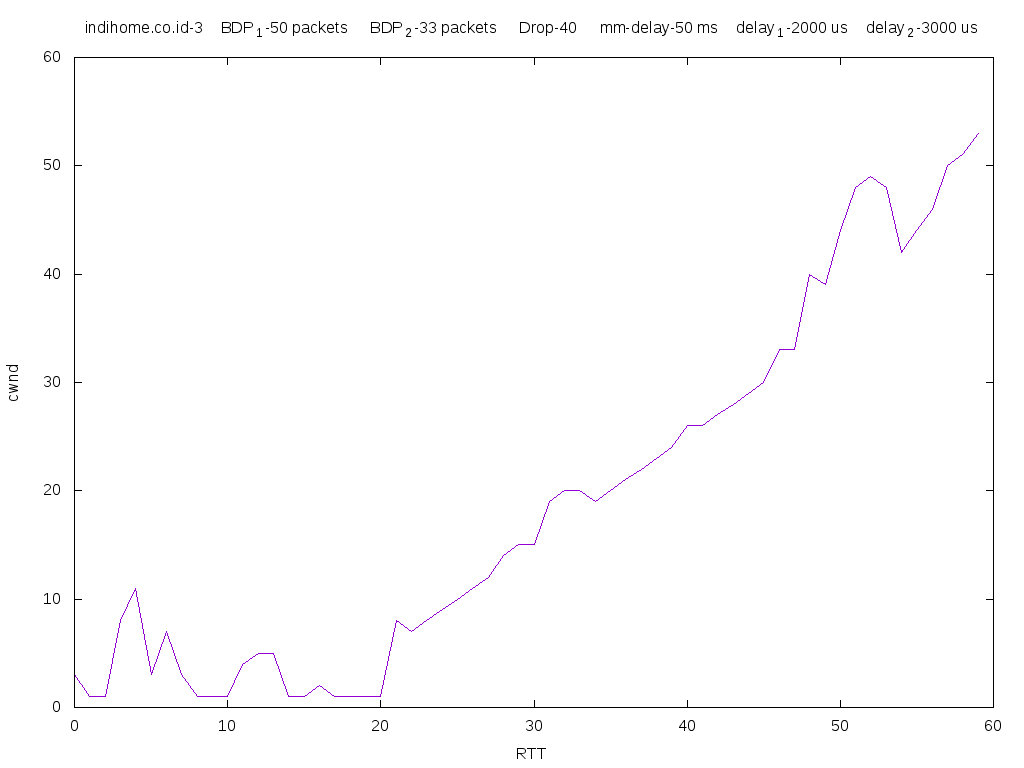 indihome.co.id-3 BDP1-50 packets BDP2-33 packets Drop-40 mm-delay-50 ms delay1-2000 us delay2-3000 us
60
50
40
30
20
10
0
cwnd
0 10 20 30 40 50 60
RTT